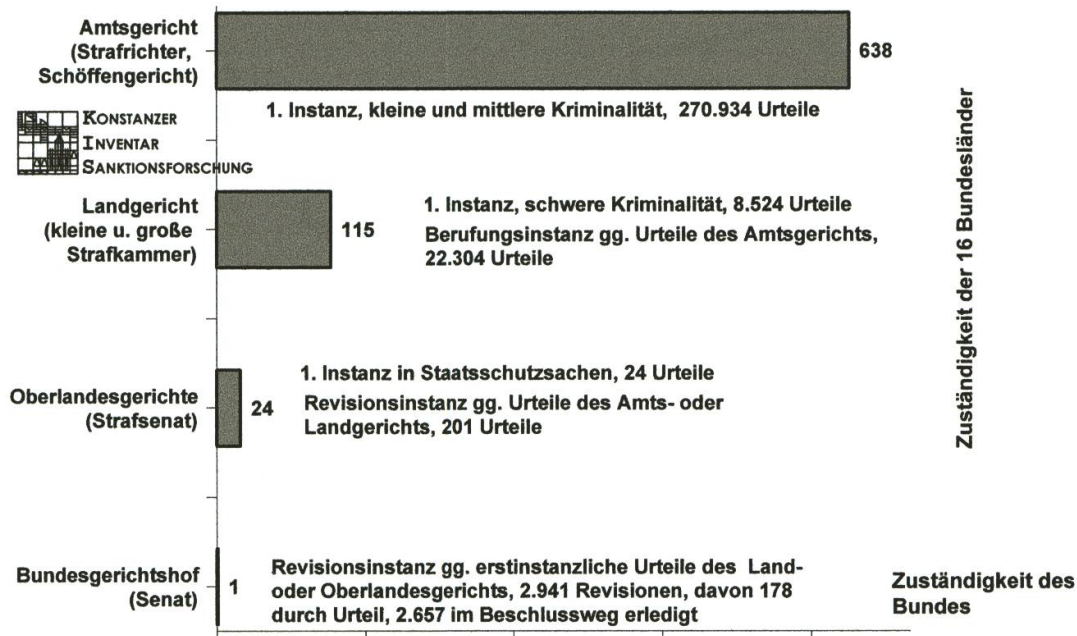 Amtsgericht
(Strafrichter,
Schöffengericht)
638
1. Instanz, kleine und mittlere Kriminalität, 270.934 Urteile
KONSTANZER
INVENTAR
SANKTIONSFORSCHUNG
Landgericht
(kleine u. große
Strafkammer)
115
1. Instanz, schwere Kriminalität, 8.524 Urteile
Berufungsinstanz gg. Urteile des Amtsgerichts,
22.304 Urteile
Zuständigkeit der 16 Bundesländer
Oberlandesgerichte
(Strafsenat)
24
1. Instanz in Staatsschutzsachen, 24 Urteile
Revisionsinstanz gg. Urteile des Amts- oder
Landgerichts, 201 Urteile
Bundesgerichtshof
(Senat)
1
Revisionsinstanz gg. erstinstanzliche Urteile des Land-
oder Oberlandesgerichts, 2.941 Revisionen, davon 178
durch Urteil, 2.657 im Beschlussweg erledigt
Zuständigkeit des
Bundes